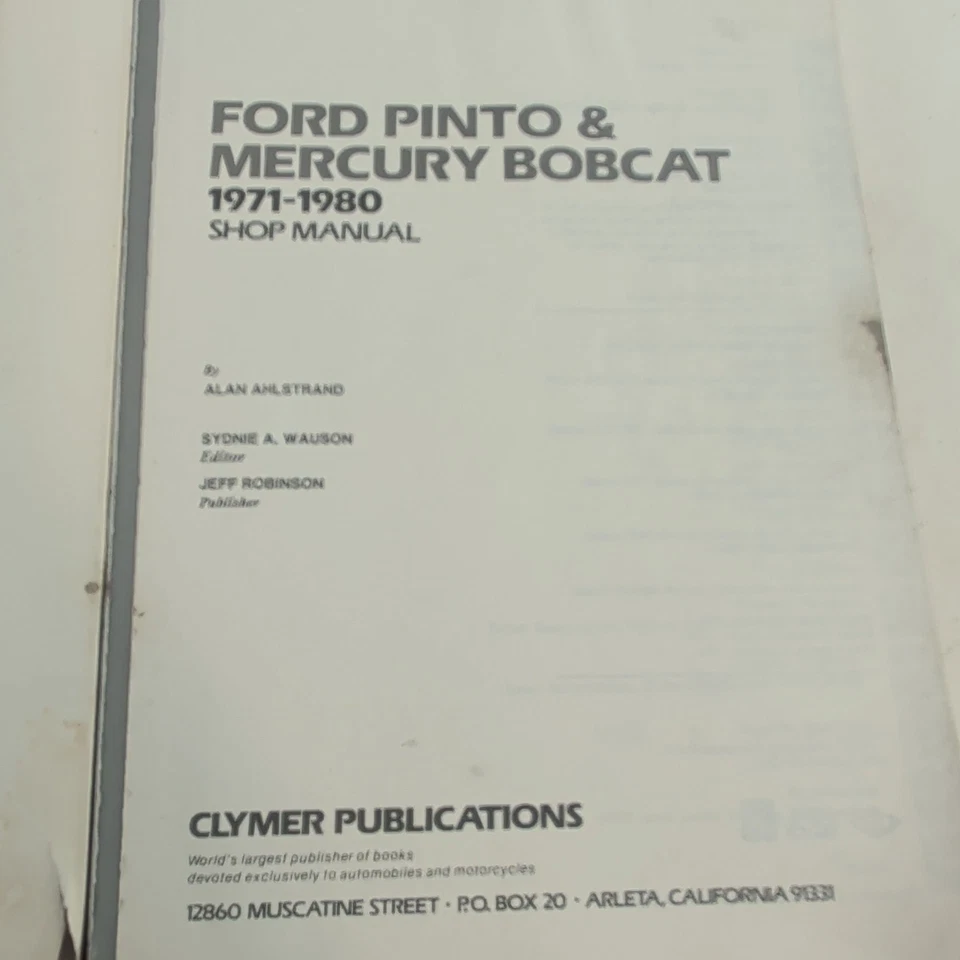 FORD PINTO &
MERCURY BOBCAT
1971-1980
SHOP MANUAL
By
ALAN AHLSTRAND
SYDNIE A. WAUSON
Editor
JEFF ROBINSON
Publisher
CLYMER PUBLICATIONS
World's largest publisher of books
devoted exclusively to automobiles and motorcycles
12860 MUSCATINE STREET · P.O. BOX 20 · ARLETA, CALIFORNIA 91331